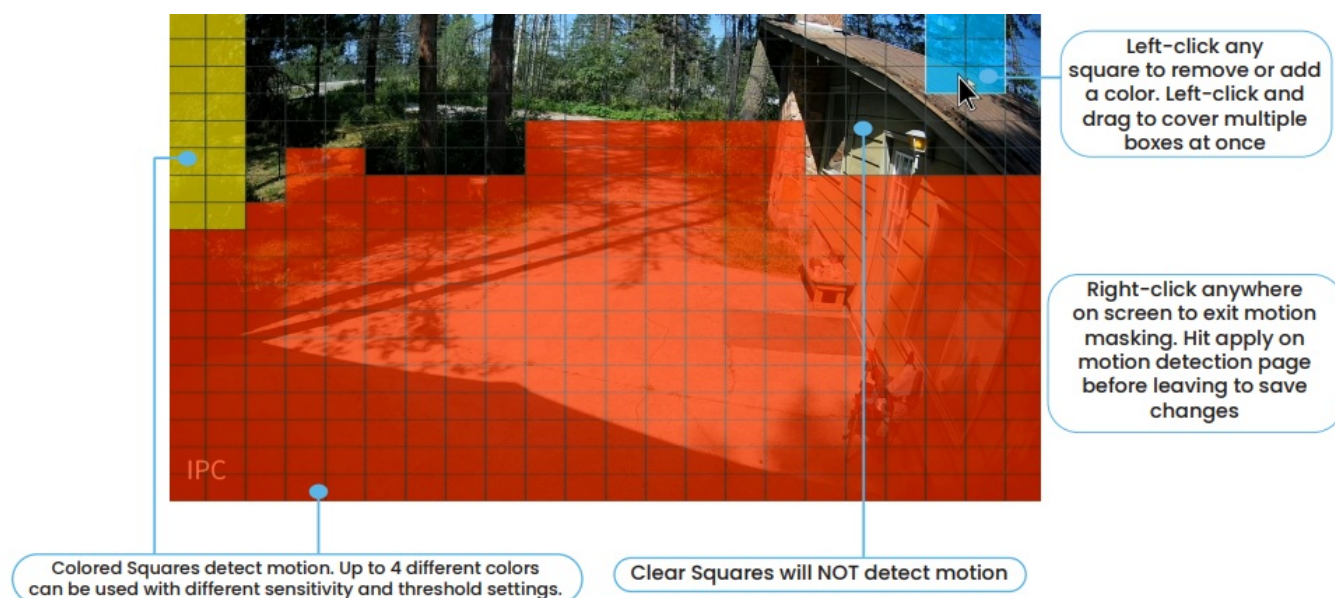 Left-click any
square to remove or add
a color. Left-click and
drag to cover multiple
boxes at once
Right-click anywhere
on screen to exit motion
masking. Hit apply on
motion detection page
before leaving to save
changes
IPC
Colored Squares detect motion. Up to 4 different colors
can be used with different sensitivity and threshold settings.
Clear Squares will NOT detect motion